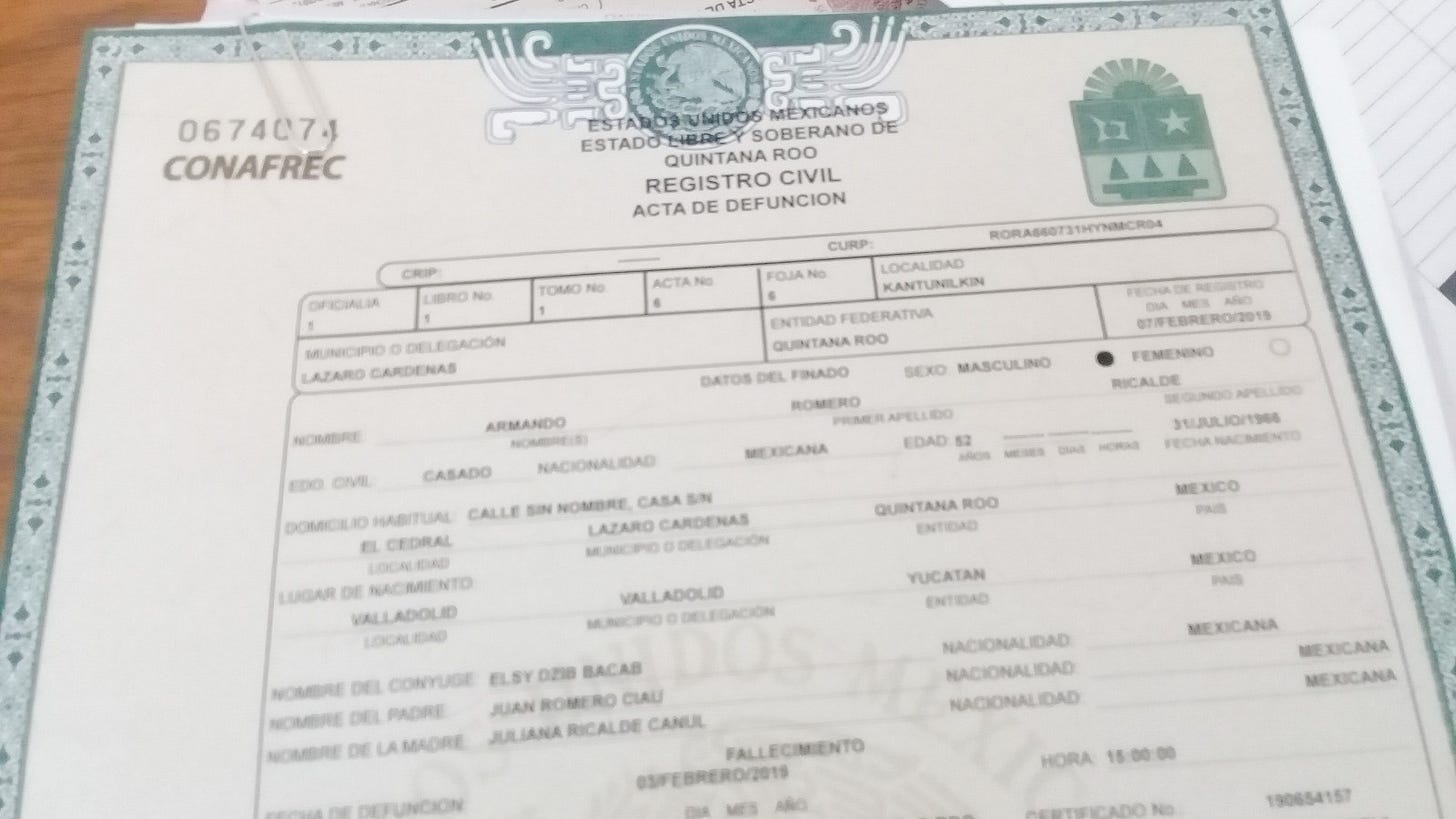 0674074
CONAFREC
ESTADOS UNIDOS MEXICANOS
ESTADO LIBRE Y SOBERANO DE
QUINTANA ROO
REGISTRO CIVIL
ACTA DE DEFUNCION
CRIP: CURP: RORA660731HYNMCR04
OFICIALIA LIBRO No. TOMO No. ACTA No. FOJA No. LOCALIDAD
1 1 1 6 6 KANTUNILKIN
FECHA DE REGISTRO
DIA MES AÑO
07/FEBRERO/2019
MUNICIPIO O DELEGACIÓN ENTIDAD FEDERATIVA
LAZARO CARDENAS QUINTANA ROO
DATOS DEL FINADO SEXO: MASCULINO FEMENINO
NOMBRE ARMANDO ROMERO RICALDE
NOMBRE(S) PRIMER APELLIDO SEGUNDO APELLIDO
EDO. CIVIL CASADO NACIONALIDAD MEXICANA EDAD: 52 31/JULIO/1966
AÑOS MESES DIAS HORAS FECHA NACIMIENTO
DOMICILIO HABITUAL: CALLE SIN NOMBRE, CASA S/N
EL CEDRAL LAZARO CARDENAS QUINTANA ROO MEXICO
LOCALIDAD MUNICIPIO O DELEGACIÓN ENTIDAD PAIS
LUGAR DE NACIMIENTO
VALLADOLID VALLADOLID YUCATAN MEXICO
LOCALIDAD MUNICIPIO O DELEGACIÓN ENTIDAD PAIS
NOMBRE DEL CONYUGE: ELSY DZIB BACAB NACIONALIDAD: MEXICANA
NOMBRE DEL PADRE: JUAN ROMERO CIAU NACIONALIDAD: MEXICANA
NOMBRE DE LA MADRE: JULIANA RICALDE CANUL NACIONALIDAD: MEXICANA
FALLECIMIENTO
FECHA DE DEFUNCION: 03/FEBRERO/2019 HORA: 15:00:00
DIA MES AÑO CERTIFICADO No. 190654157